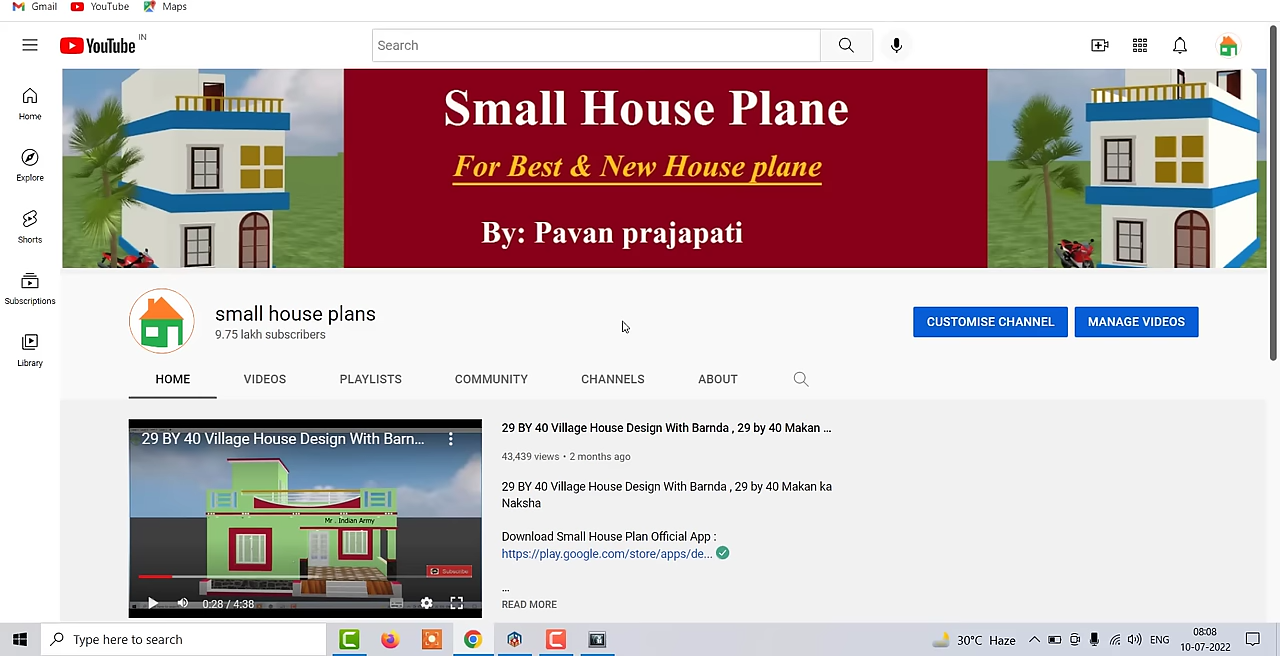 Gmail YouTube Maps
YouTube IN
Search
Small House Plane
For Best & New House plane
By: Pavan prajapati
Home
Explore
Shorts
Subscriptions
Library
small house plans
9.75 lakh subscribers
CUSTOMISE CHANNEL MANAGE VIDEOS
HOME VIDEOS PLAYLISTS COMMUNITY CHANNELS ABOUT
29 BY 40 Village House Design With Barn...
Mr . Indian Army
Subscribe
0:28 / 4:38
29 BY 40 Village House Design With Barnda , 29 by 40 Makan ...
43,439 views • 2 months ago
29 BY 40 Village House Design With Barnda , 29 by 40 Makan ka
Naksha
Download Small House Plan Official App :
https://play.google.com/store/apps/de...
...
READ MORE
Type here to search
30°C Haze
ENG
08:08
10-07-2022